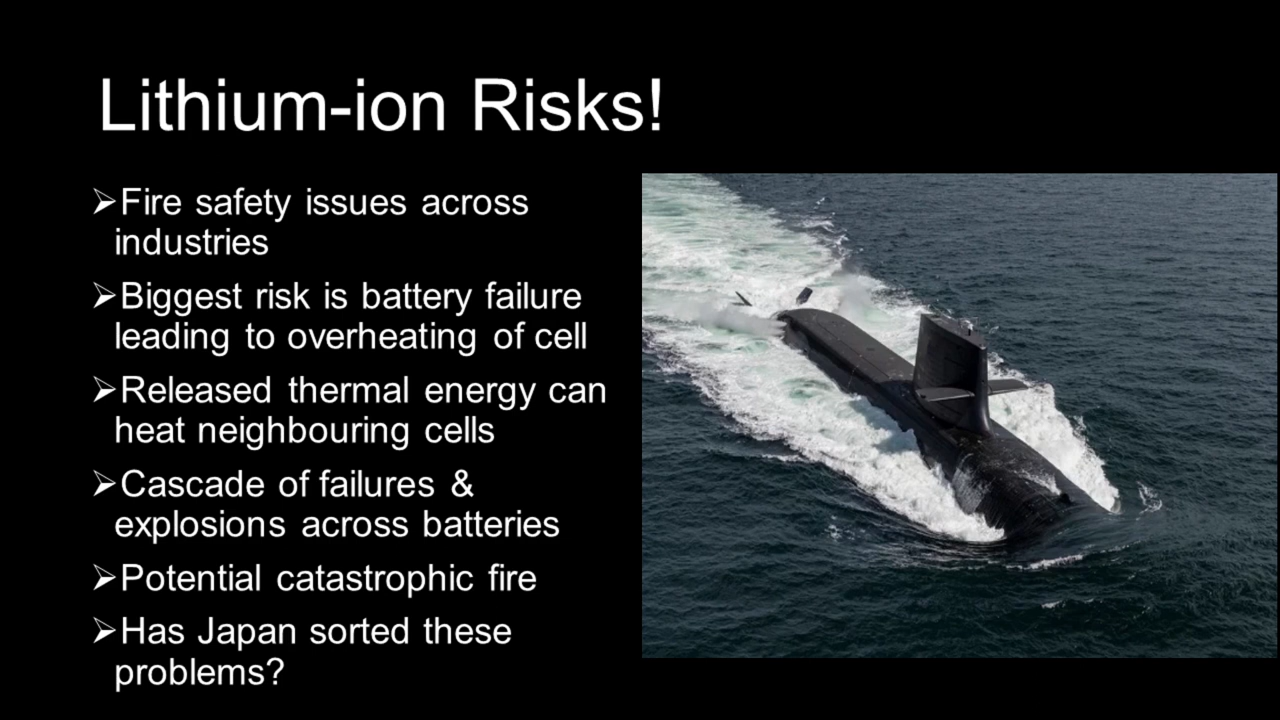 Lithium-ion Risks!
➢Fire safety issues across
industries
➢Biggest risk is battery failure
leading to overheating of cell
➢Released thermal energy can
heat neighbouring cells
➢Cascade of failures &
explosions across batteries
➢Potential catastrophic fire
➢Has Japan sorted these
problems?